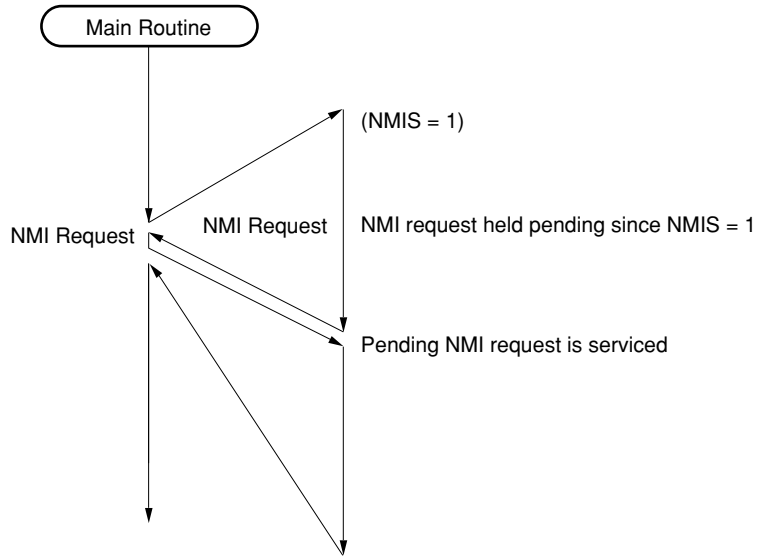 Main Routine
(NMIS = 1)
NMI Request
NMI Request
NMI request held pending since NMIS = 1
Pending NMI request is serviced